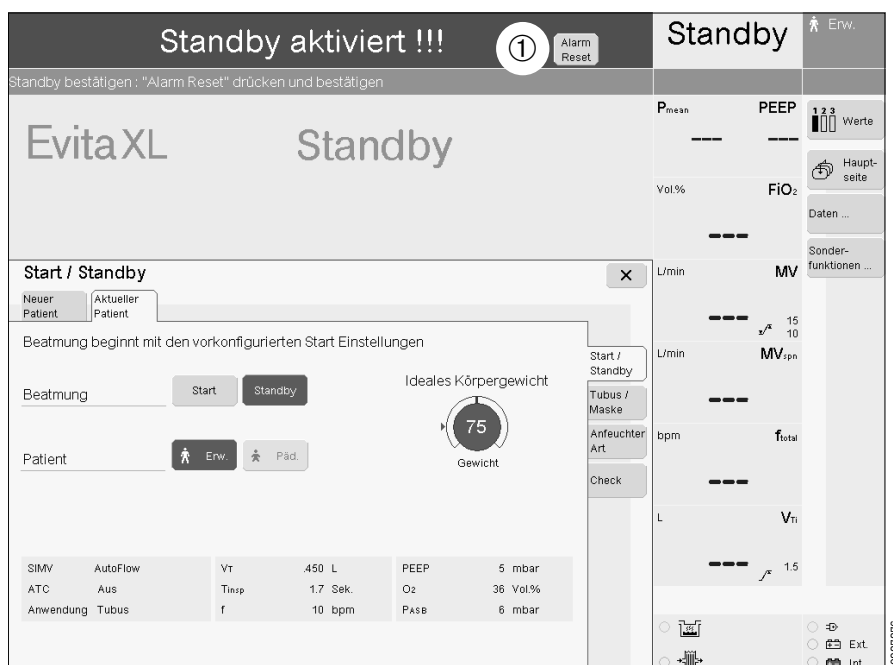 Standby aktiviert !!!
1
Alarm
Reset
Standby
Erw.
Standby bestätigen : "Alarm Reset" drücken und bestätigen
Evita XL
Standby
Pmean
PEEP
--- ---
Vol.%
FiO2
---
L/min
MV
---
15
10
L/min
MVspn
---
bpm
ftotal
---
L
VTi
---
1.5
1 2 3
Werte
Haupt-
seite
Daten ...
Sonder-
funktionen ...
Start / Standby
×
Neuer
Patient
Aktueller
Patient
Beatmung beginnt mit den vorkonfigurierten Start Einstellungen
Beatmung
Start
Standby
Ideales Körpergewicht
75
Gewicht
Patient
Erw.
Päd.
Start /
Standby
Tubus /
Maske
Anfeuchter
Art
Check
SIMV AutoFlow VT .450 L PEEP 5 mbar
ATC Aus Tinsp 1.7 Sek. O2 36 Vol.%
Anwendung Tubus f 10 bpm PASB 6 mbar
Ext.
Int.